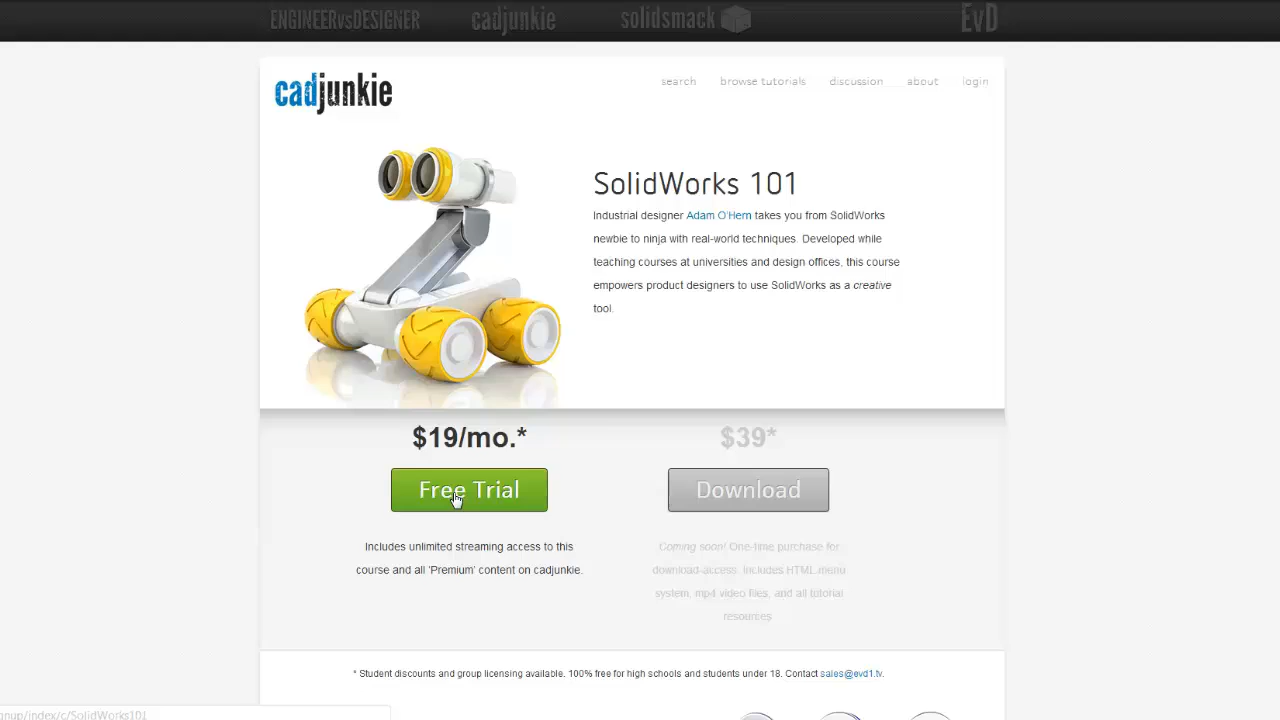 ENGINEERvsDESIGNER cadjunkie solidsmack EvD
cadjunkie
search browse tutorials discussion about login
SolidWorks 101
Industrial designer Adam O'Hern takes you from SolidWorks
newbie to ninja with real-world techniques. Developed while
teaching courses at universities and design offices, this course
empowers product designers to use SolidWorks as a creative
tool.
$19/mo.*
Free Trial
Includes unlimited streaming access to this
course and all 'Premium' content on cadjunkie.
$39*
Download
Coming soon! One-time purchase for
download-access. Includes HTML menu
system, mp4 video files, and all tutorial
resources
* Student discounts and group licensing available. 100% free for high schools and students under 18. Contact sales@evd1.tv.
gnup/index/c/SolidWorks101